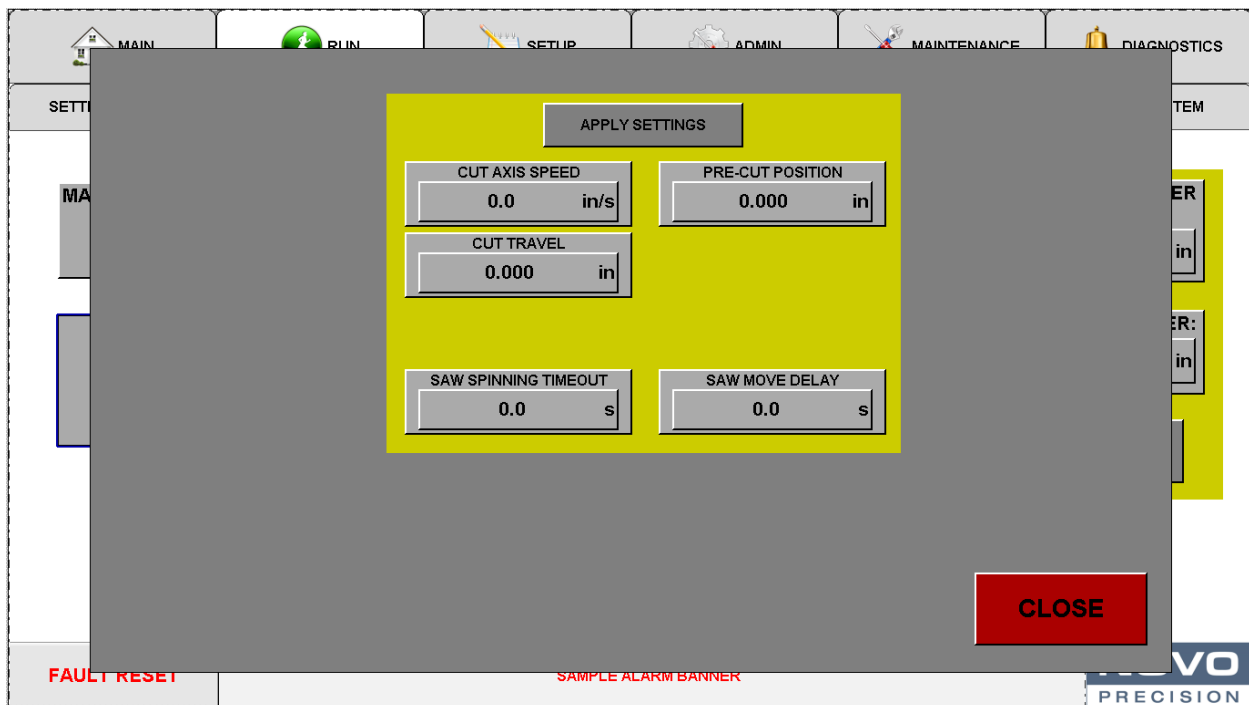 MAIN
RUN
SETUP
ADMIN
MAINTENANCE
DIAGNOSTICS
APPLY SETTINGS
CUT AXIS SPEED
0.0 in/s
PRE-CUT POSITION
0.000 in
CUT TRAVEL
0.000 in
SAW SPINNING TIMEOUT
0.0 s
SAW MOVE DELAY
0.0 s
in
in
CLOSE
FAULT RESET
SAMPLE ALARM BANNER
PRECISION